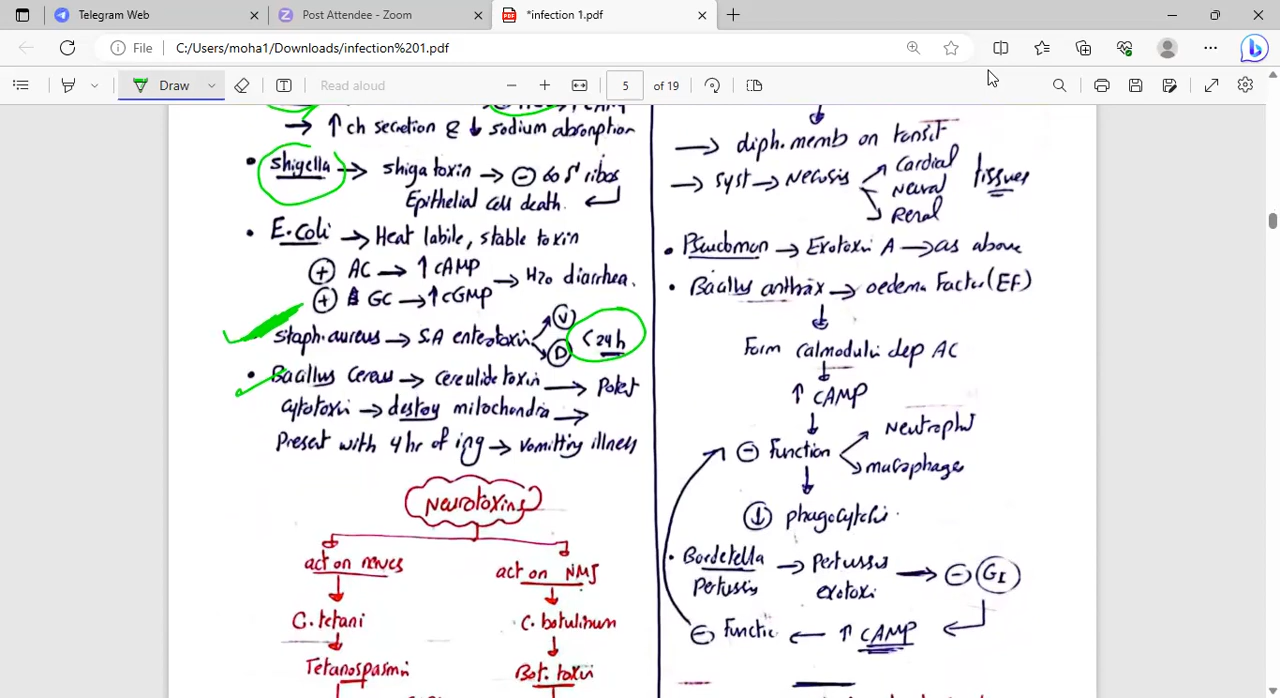 Telegram Web
Post Attendee - Zoom
*infection 1.pdf
File
C:/Users/moha1/Downloads/infection%201.pdf
Draw
Read aloud
5
of 19
→ ↑ ch secretion & ↓ sodium absorption
• shigella → shiga toxin → ⊖ 60 S ribos
Epithelial cell death.
• E.Coli → Heat labile, stable toxin
⊕ AC → ↑ cAMP
→ H2O diarrhea.
⊕ GC → ↑ cGMP
Staph. aureus → S.A enterotoxin
V
D
< 24 h
• Bacillus Cereus → Cereulide toxin → Potent
Cytotoxin → destroy mitochondria →
Present with 4 hr of ing → vomitting illness
Neurotoxins
act on nerves
act on NMJ
C. tetani
C. botulinum
Tetanospasmin
Bot. toxin
→ diph. memb on tonsil
→ syst → Necrosis
Cardial
Neural
Renal
tissues
• Pseudomon → Exotoxin A → as above
• Bacillus anthrax → oedema Factor (EF)
Form calmodulin dep AC
↑ cAMP
⊖ Function
Neutrophil
macrophages
↓ phagocytosis.
• Bordetella
Pertussis
→ Pertussis
exotoxin
→ ⊖ GI
⊖ Function ← ↑ cAMP